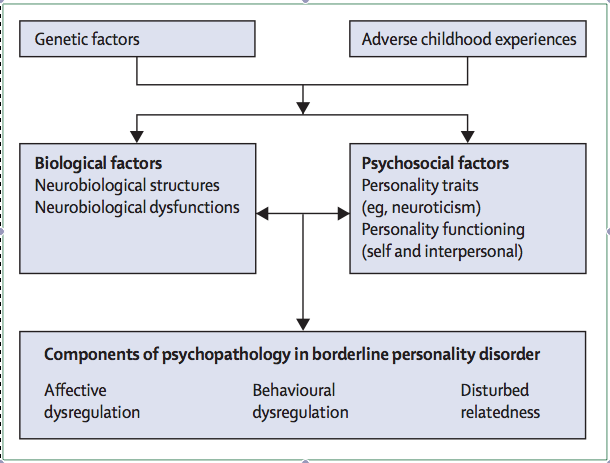 Genetic factors
Adverse childhood experiences
Biological factors
Neurobiological structures
Neurobiological dysfunctions
Psychosocial factors
Personality traits
(eg, neuroticism)
Personality functioning
(self and interpersonal)
Components of psychopathology in borderline personality disorder
Affective
dysregulation
Behavioural
dysregulation
Disturbed
relatedness